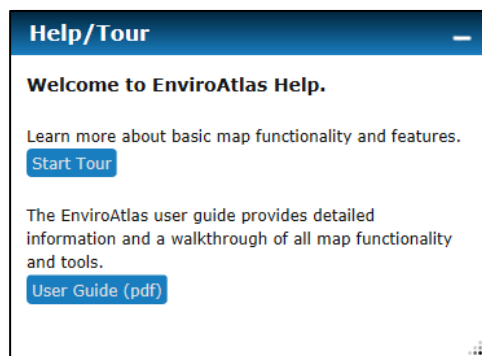 Help/Tour
Welcome to EnviroAtlas Help.
Learn more about basic map functionality and features.
Start Tour
The EnviroAtlas user guide provides detailed
information and a walkthrough of all map functionality
and tools.
User Guide (pdf)